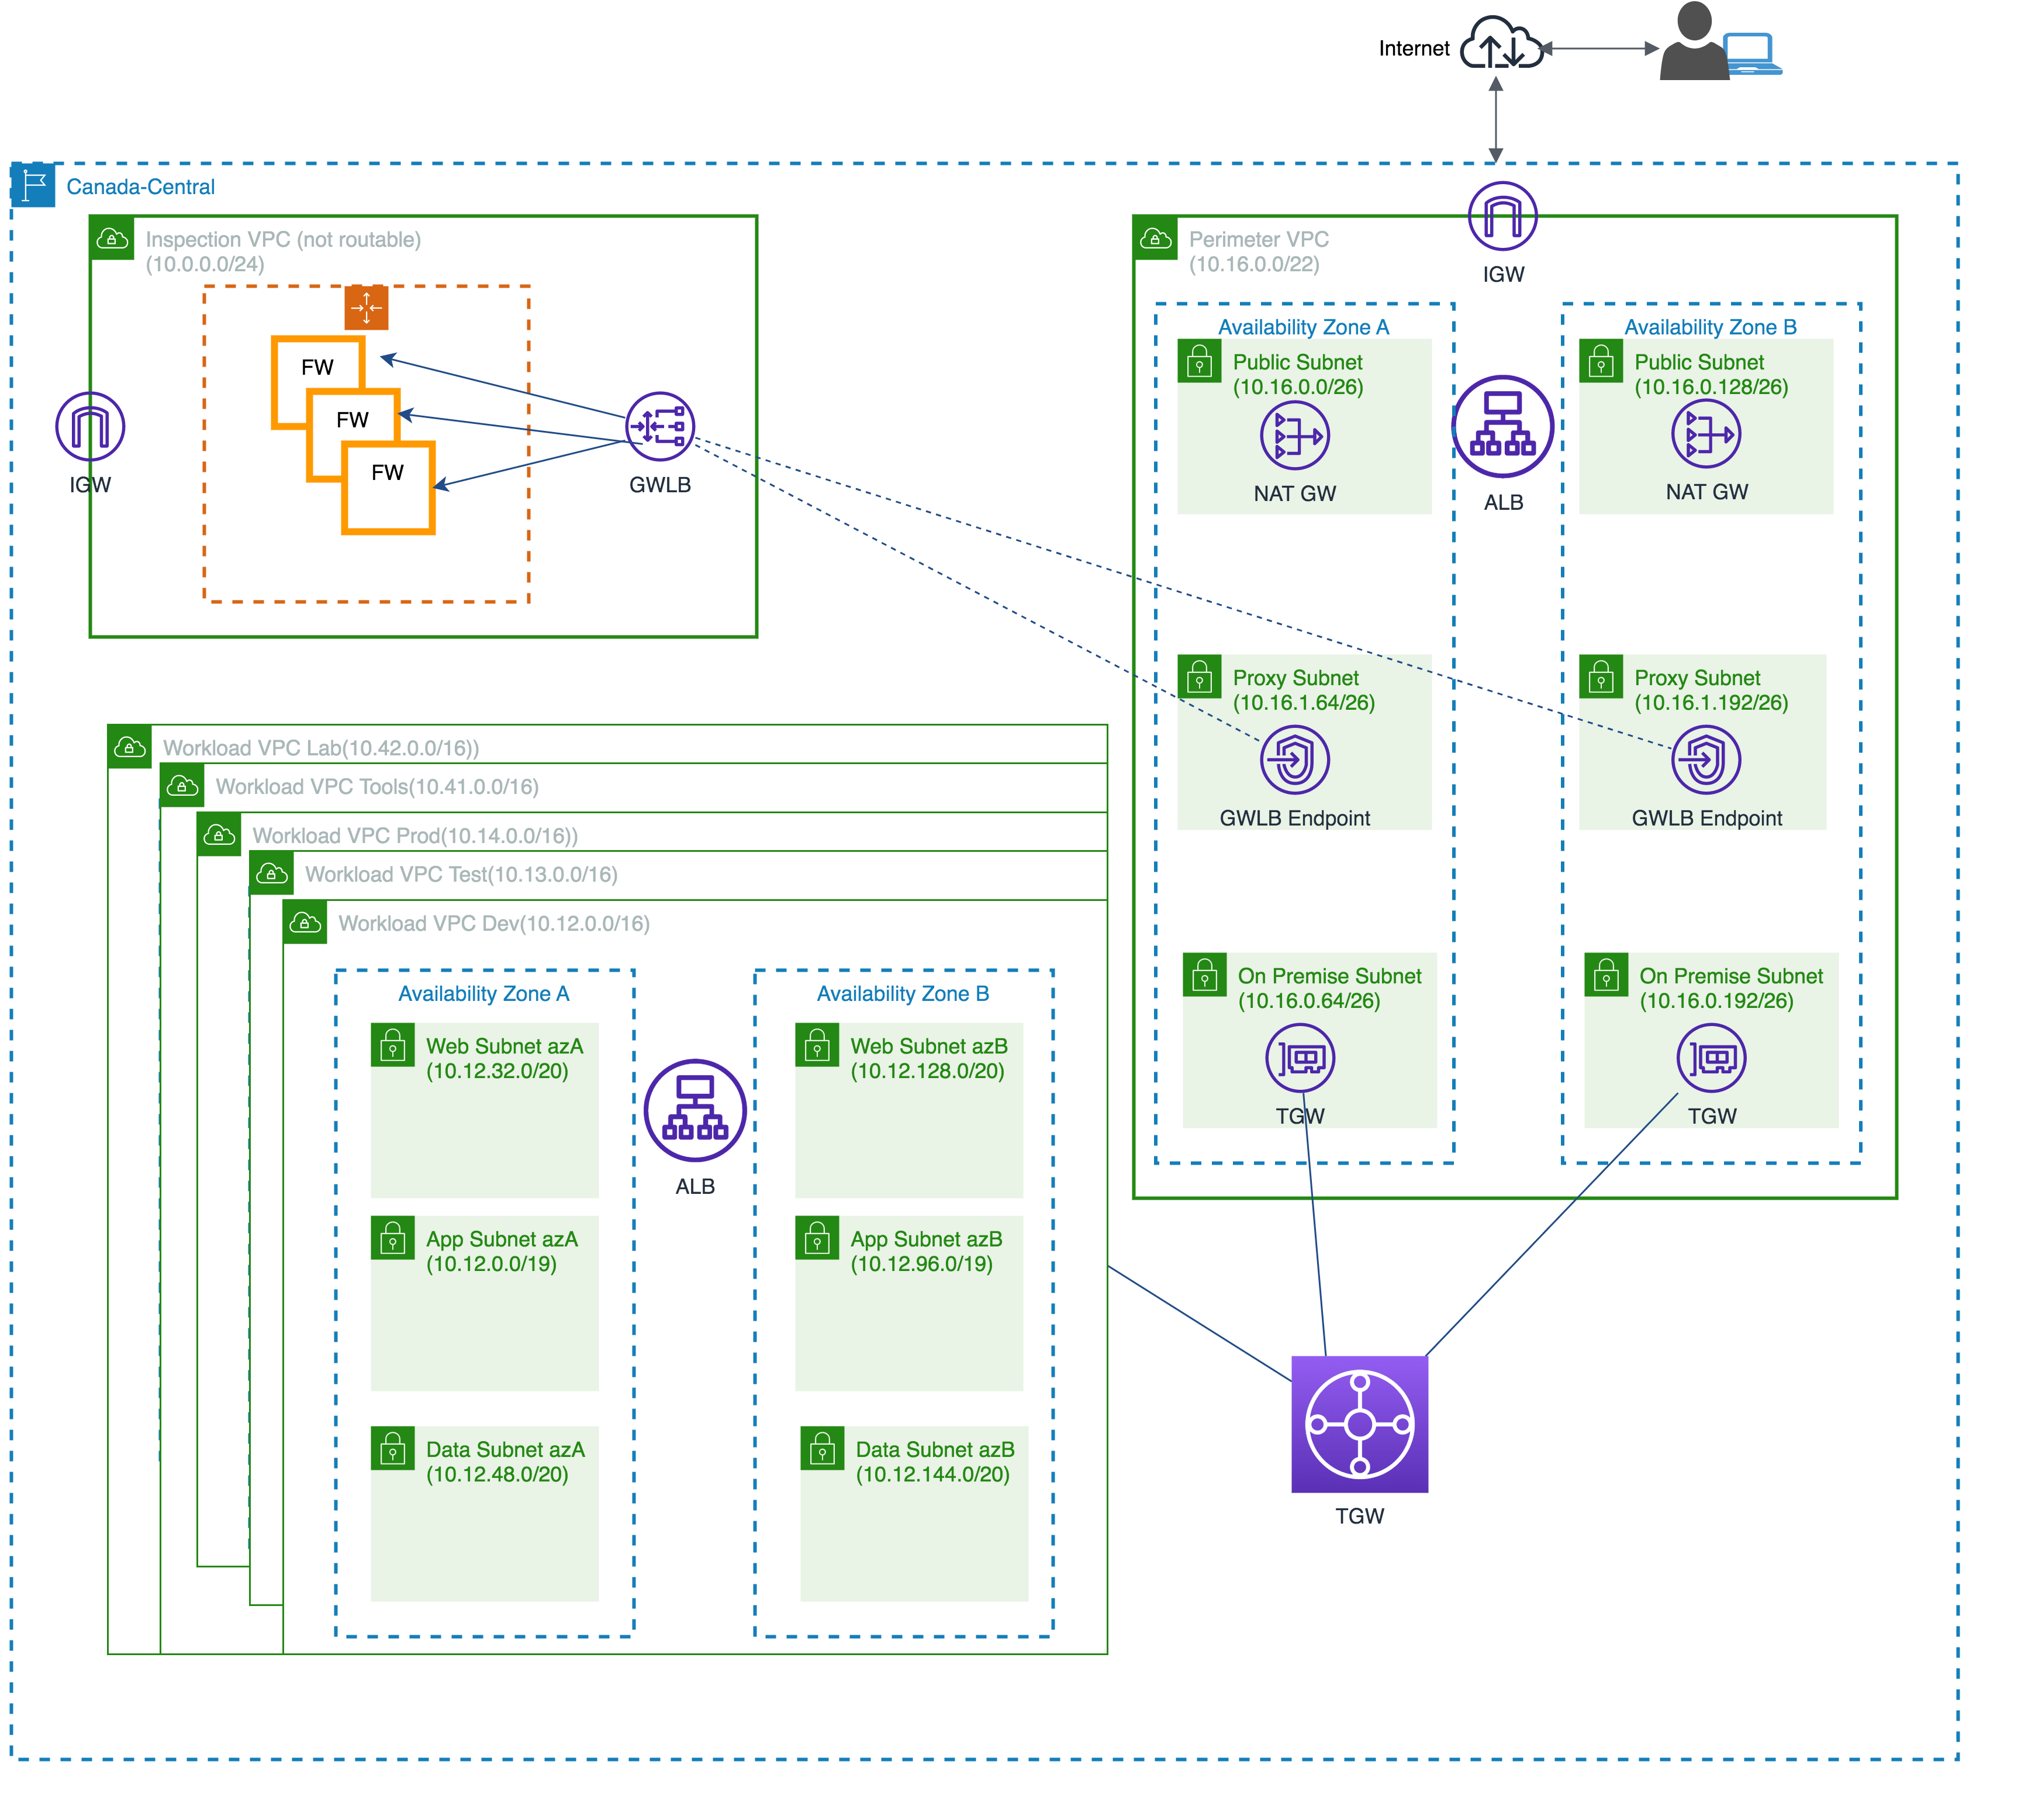 Internet
Canada-Central
Inspection VPC (not routable)
(10.0.0.0/24)
FW
FW
FW
IGW
GWLB
Perimeter VPC
(10.16.0.0/22)
IGW
Availability Zone A
Public Subnet
(10.16.0.0/26)
NAT GW
ALB
Availability Zone B
Public Subnet
(10.16.0.128/26)
NAT GW
Proxy Subnet
(10.16.1.64/26)
GWLB Endpoint
Proxy Subnet
(10.16.1.192/26)
GWLB Endpoint
On Premise Subnet
(10.16.0.64/26)
TGW
On Premise Subnet
(10.16.0.192/26)
TGW
Workload VPC Lab(10.42.0.0/16))
Workload VPC Tools(10.41.0.0/16)
Workload VPC Prod(10.14.0.0/16))
Workload VPC Test(10.13.0.0/16)
Workload VPC Dev(10.12.0.0/16)
Availability Zone A
Web Subnet azA
(10.12.32.0/20)
ALB
App Subnet azA
(10.12.0.0/19)
Data Subnet azA
(10.12.48.0/20)
Availability Zone B
Web Subnet azB
(10.12.128.0/20)
App Subnet azB
(10.12.96.0/19)
Data Subnet azB
(10.12.144.0/20)
TGW